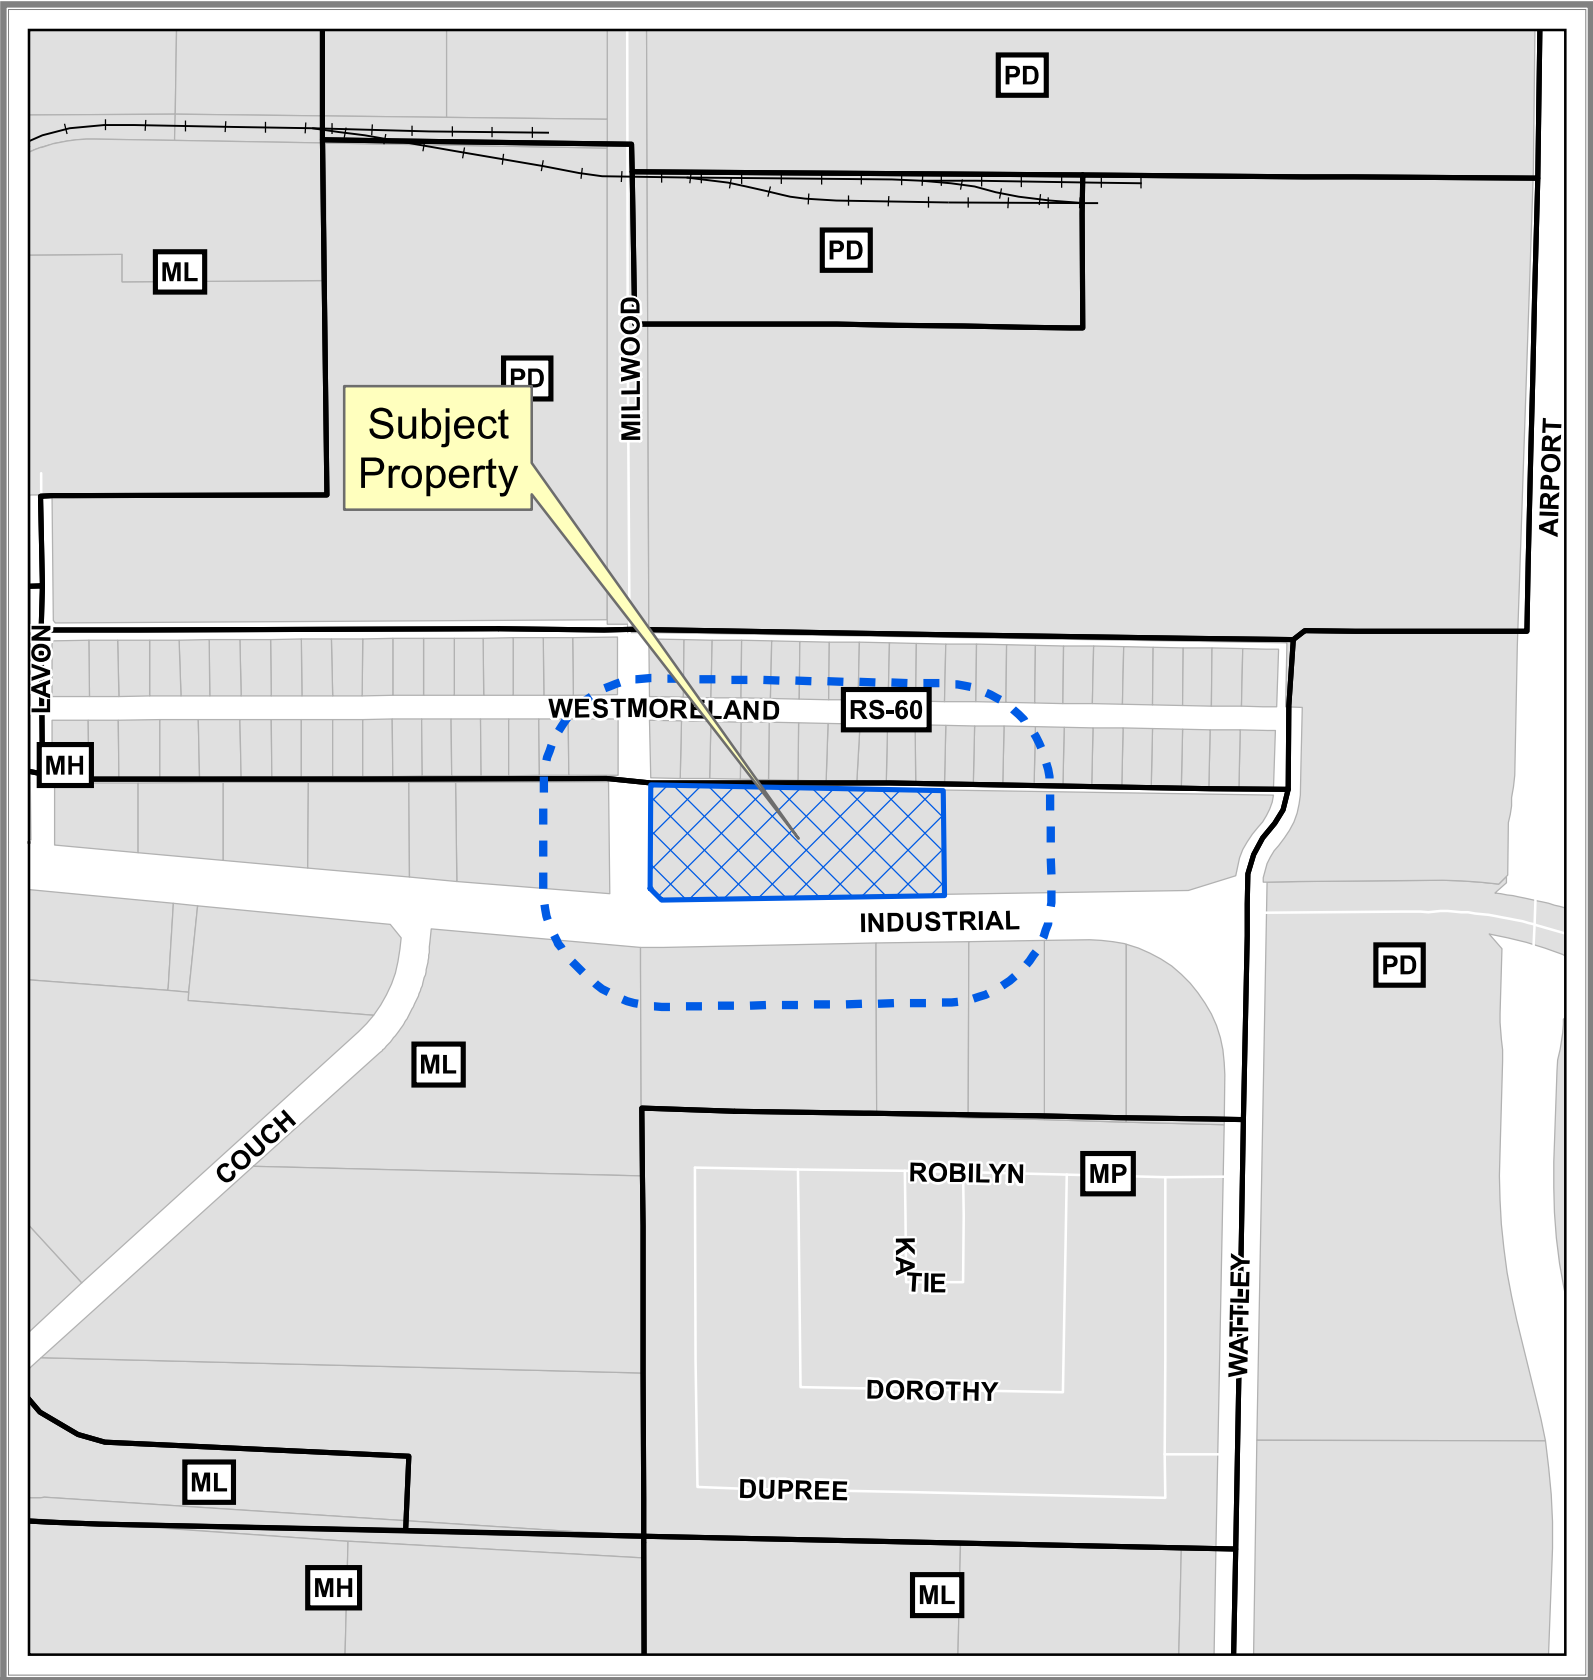 PD
PD
ML
MILLWOOD
PD
Subject
Property
AIRPORT
LAVON
WESTMORELAND
RS-60
MH
INDUSTRIAL
PD
ML
COUCH
ROBILYN
MP
KATIE
WATTLEY
DOROTHY
ML
DUPREE
MH
ML